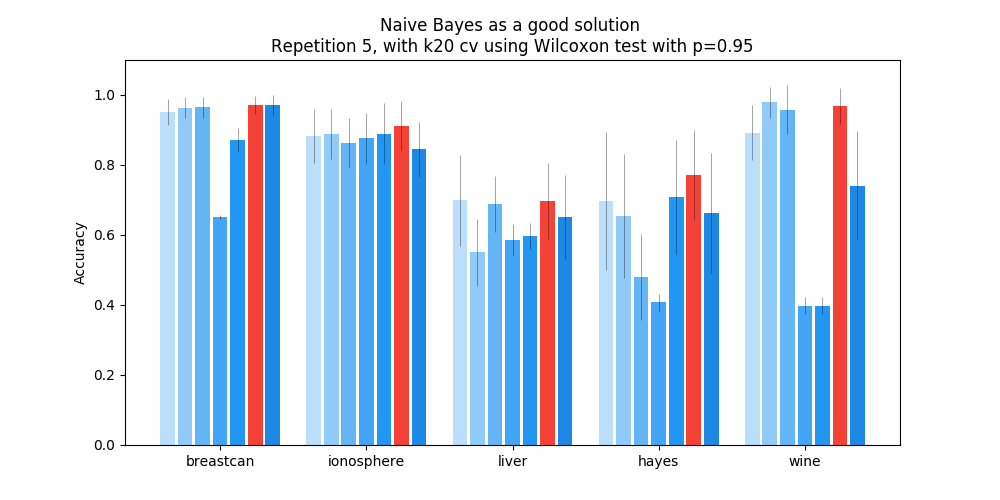 Naive Bayes as a good solution
Repetition 5, with k20 cv using Wilcoxon test with p=0.95
Accuracy
1.0
0.8
0.6
0.4
0.2
0.0
breastcan
ionosphere
liver
hayes
wine